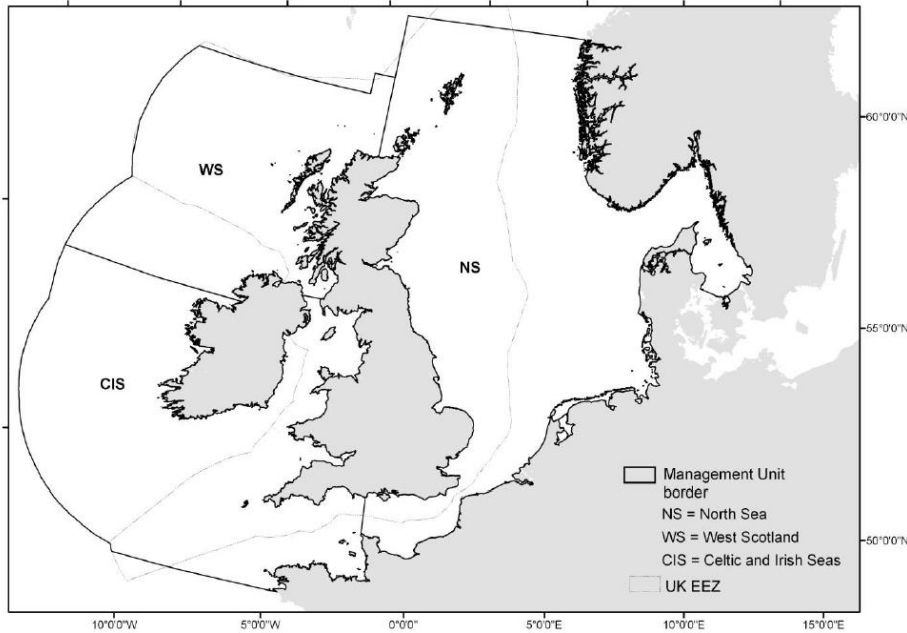 WS
NS
CIS
Management Unit
border
NS = North Sea
WS = West Scotland
CIS = Celtic and Irish Seas
UK EEZ
60°0'0"N
55°0'0"N
50°0'0"N
10°0'0"W
5°0'0"W
0°0'0"
5°0'0"E
10°0'0"E
15°0'0"E